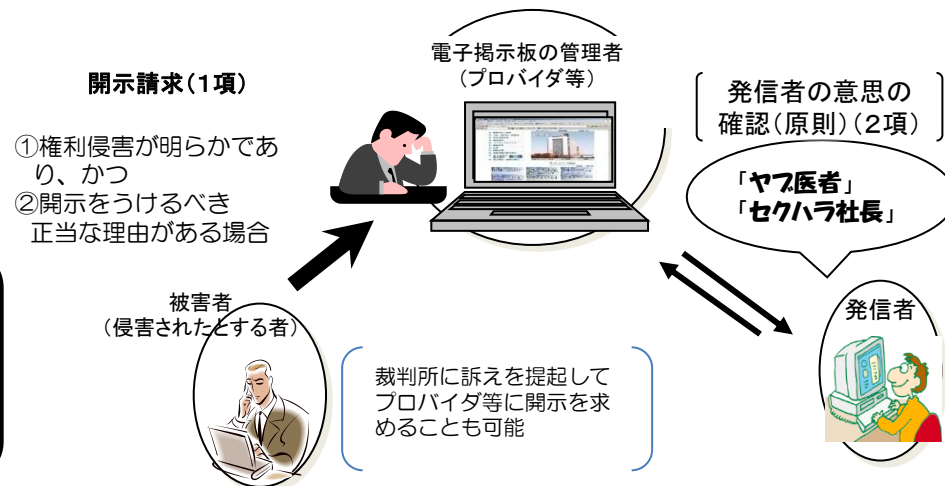 電子掲示板の管理者
（プロバイダ等）
開示請求（１項）
①権利侵害が明らかであ
り、かつ
②開示をうけるべき
正当な理由がある場合
発信者の意思の
確認（原則）（２項）
「ヤブ医者」
「セクハラ社長」
被害者
（侵害されたとする者）
発信者
裁判所に訴えを提起して
プロバイダ等に開示を求
めることも可能